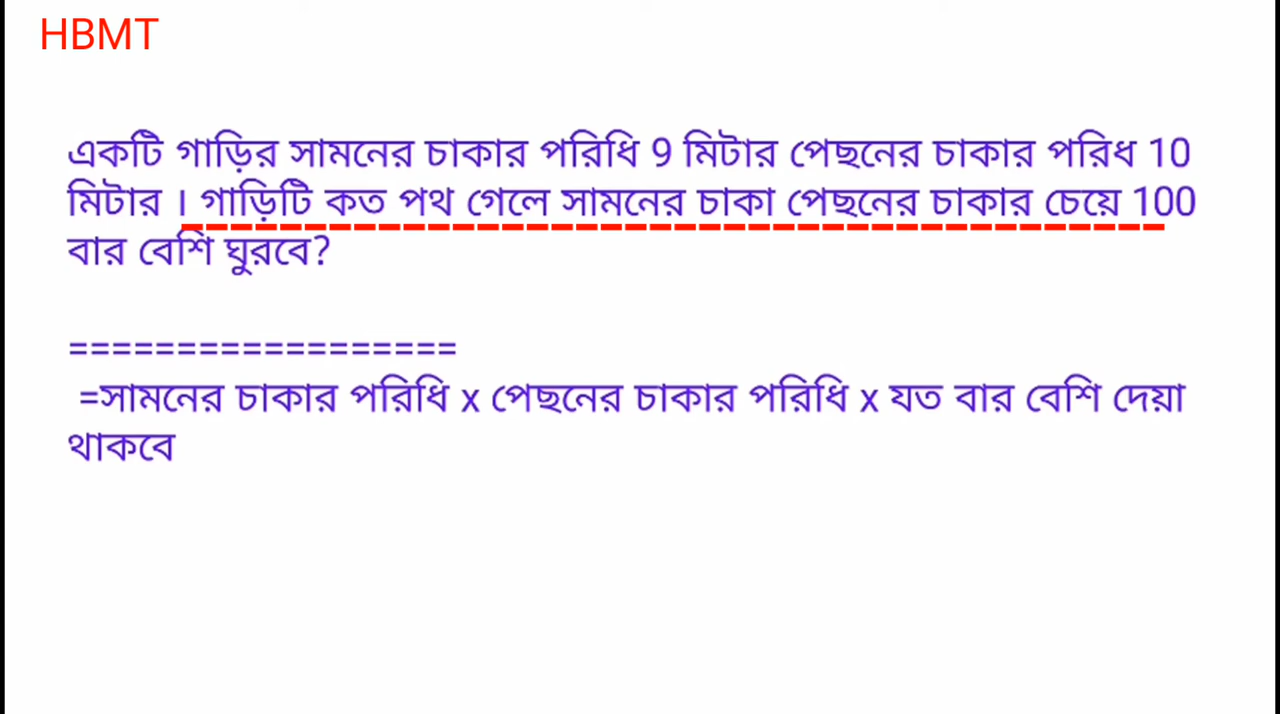 HBMT
একটি গাড়ির সামনের চাকার পরিধি 9 মিটার পেছনের চাকার পরিধ 10
মিটার । গাড়িটি কত পথ গেলে সামনের চাকা পেছনের চাকার চেয়ে 100
বার বেশি ঘুরবে?
==================
=সামনের চাকার পরিধি x পেছনের চাকার পরিধি x যত বার বেশি দেয়া
থাকবে